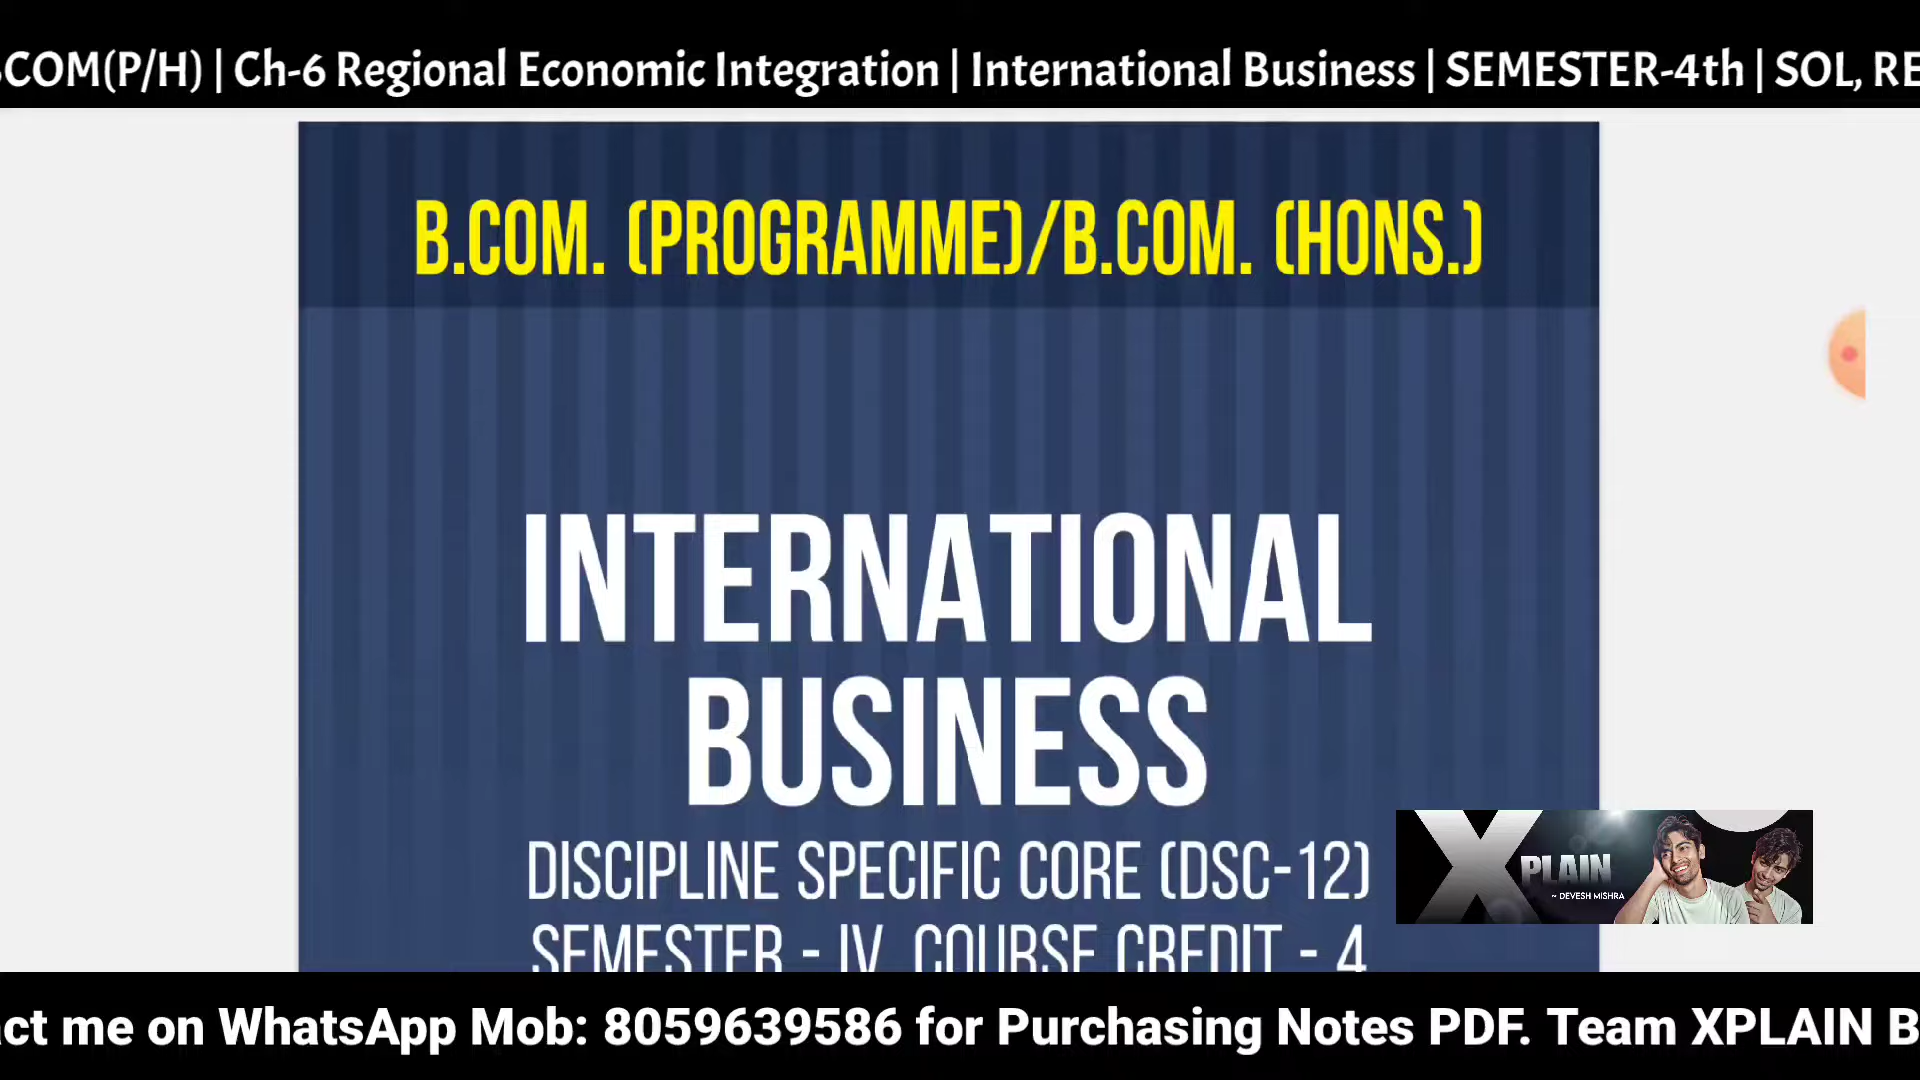 COM(P/H) | Ch-6 Regional Economic Integration | International Business | SEMESTER-4th | SOL, RE
B.COM. (PROGRAMME)/B.COM. (HONS.)
INTERNATIONAL
BUSINESS
DISCIPLINE SPECIFIC CORE (DSC-12)
SEMESTER - IV COURSE CREDIT - 4
XPLAIN
~ DEVESH MISHRA
act me on WhatsApp Mob: 8059639586 for Purchasing Notes PDF. Team XPLAIN B